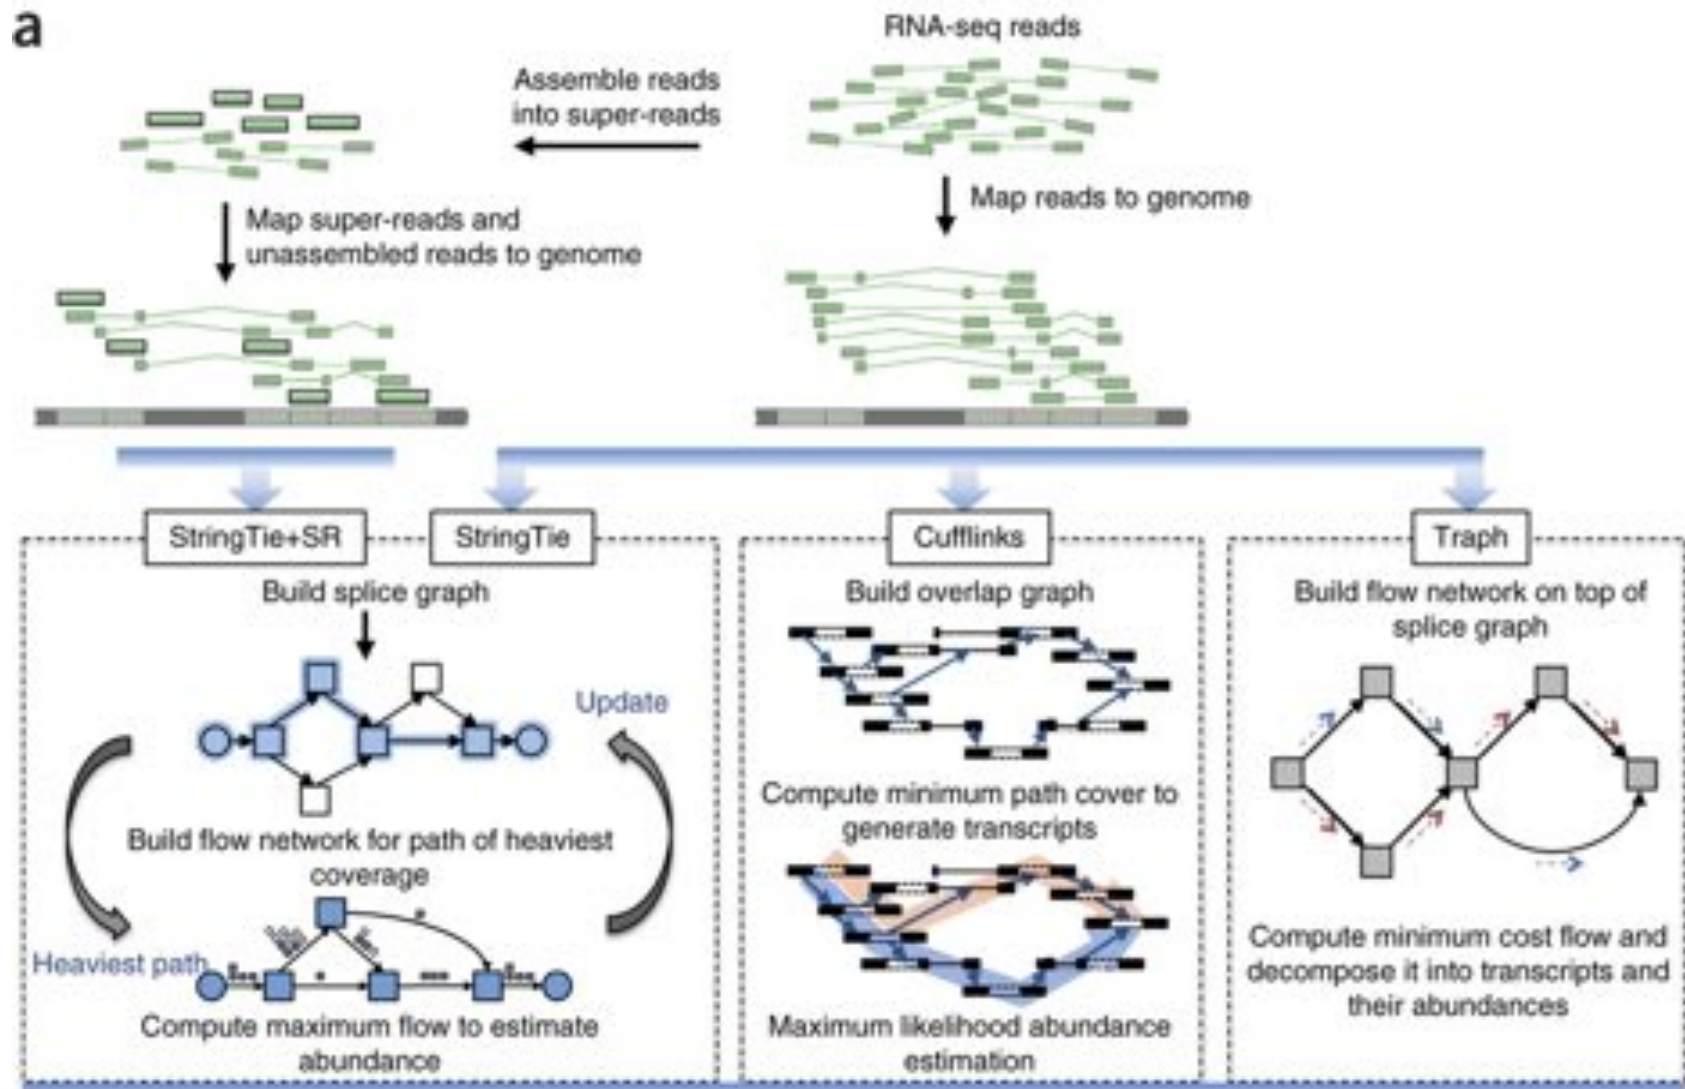 a
RNA-seq reads
Assemble reads
into super-reads
Map reads to genome
Map super-reads and
unassembled reads to genome
StringTie+SR
StringTie
Cufflinks
Traph
Build splice graph
Update
Build flow network for path of heaviest
coverage
Heaviest path
Compute maximum flow to estimate
abundance
Build overlap graph
Compute minimum path cover to
generate transcripts
Maximum likelihood abundance
estimation
Build flow network on top of
splice graph
Compute minimum cost flow and
decompose it into transcripts and
their abundances